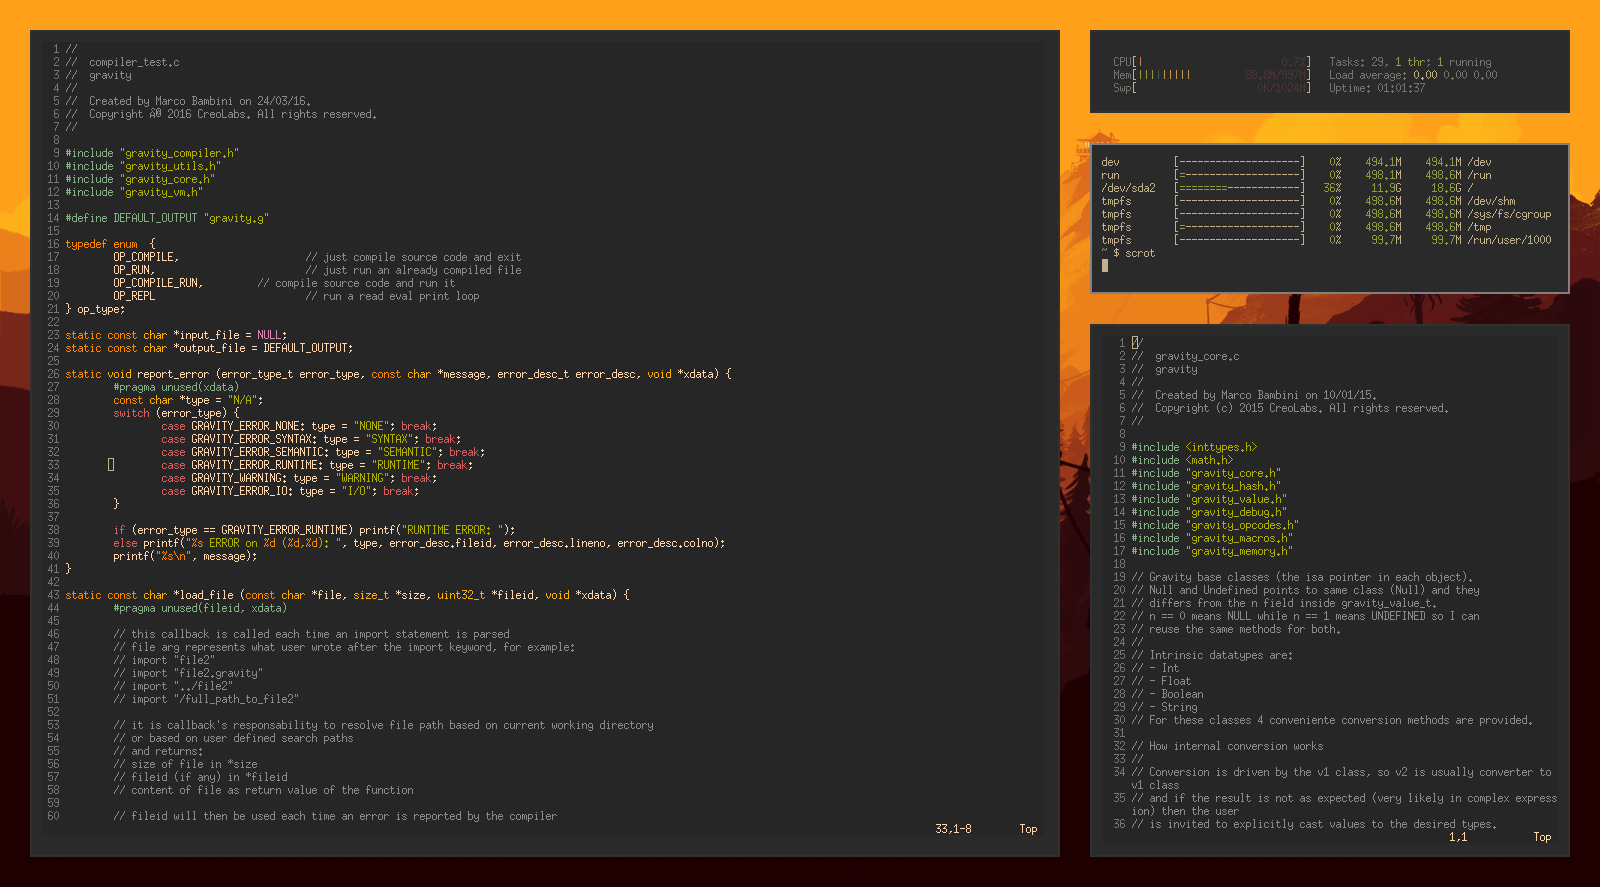 1 //
2 //  compiler_test.c
3 //  gravity
4 //
5 //  Created by Marco Bambini on 24/03/16.
6 //  Copyright Â© 2016 CreoLabs. All rights reserved.
7 //
8
9 #include "gravity_compiler.h"
10 #include "gravity_utils.h"
11 #include "gravity_core.h"
12 #include "gravity_vm.h"
13
14 #define DEFAULT_OUTPUT "gravity.g"
15
16 typedef enum  {
17         OP_COMPILE,                     // just compile source code and exit
18         OP_RUN,                         // just run an already compiled file
19         OP_COMPILE_RUN,         // compile source code and run it
20         OP_REPL                         // run a read eval print loop
21 } op_type;
22
23 static const char *input_file = NULL;
24 static const char *output_file = DEFAULT_OUTPUT;
25
26 static void report_error (error_type_t error_type, const char *message, error_desc_t error_desc, void *xdata) {
27         #pragma unused(xdata)
28         const char *type = "N/A";
29         switch (error_type) {
30                 case GRAVITY_ERROR_NONE: type = "NONE"; break;
31                 case GRAVITY_ERROR_SYNTAX: type = "SYNTAX"; break;
32                 case GRAVITY_ERROR_SEMANTIC: type = "SEMANTIC"; break;
33                 case GRAVITY_ERROR_RUNTIME: type = "RUNTIME"; break;
34                 case GRAVITY_WARNING: type = "WARNING"; break;
35                 case GRAVITY_ERROR_IO: type = "I/O"; break;
36         }
37
38         if (error_type == GRAVITY_ERROR_RUNTIME) printf("RUNTIME ERROR: ");
39         else printf("%s ERROR on %d (%d,%d): ", type, error_desc.fileid, error_desc.lineno, error_desc.colno);
40         printf("%s\n", message);
41 }
42
43 static const char *load_file (const char *file, size_t *size, uint32_t *fileid, void *xdata) {
44         #pragma unused(fileid, xdata)
45
46         // this callback is called each time an import statement is parsed
47         // file arg represents what user wrote after the import keyword, for example:
48         // import "file2"
49         // import "file2.gravity"
50         // import "../file2"
51         // import "/full_path_to_file2"
52
53         // it is callback's responsability to resolve file path based on current working directory
54         // or based on user defined search paths
55         // and returns:
56         // size of file in *size
57         // fileid (if any) in *fileid
58         // content of file as return value of the function
59
60         // fileid will then be used each time an error is reported by the compiler
33,1-8        Top
CPU[|                       0.7%]   Tasks: 29, 1 thr; 1 running
Mem[|||||||||         88.0M/997M]   Load average: 0.00 0.00 0.00
Swp[                    0K/1024M]   Uptime: 01:01:37
dev         [--------------------]    0%    494.1M    494.1M /dev
run         [=-------------------]    0%    498.1M    498.6M /run
/dev/sda2   [========------------]   36%     11.9G     18.6G /
tmpfs       [--------------------]    0%    498.6M    498.6M /dev/shm
tmpfs       [--------------------]    0%    498.6M    498.6M /sys/fs/cgroup
tmpfs       [=-------------------]    0%    498.6M    498.6M /tmp
tmpfs       [--------------------]    0%     99.7M     99.7M /run/user/1000
~ $ scrot
1 //
2 //  gravity_core.c
3 //  gravity
4 //
5 //  Created by Marco Bambini on 10/01/15.
6 //  Copyright (c) 2015 CreoLabs. All rights reserved.
7 //
8
9 #include <inttypes.h>
10 #include <math.h>
11 #include "gravity_core.h"
12 #include "gravity_hash.h"
13 #include "gravity_value.h"
14 #include "gravity_debug.h"
15 #include "gravity_opcodes.h"
16 #include "gravity_macros.h"
17 #include "gravity_memory.h"
18
19 // Gravity base classes (the isa pointer in each object).
20 // Null and Undefined points to same class (Null) and they
21 // differs from the n field inside gravity_value_t.
22 // n == 0 means NULL while n == 1 means UNDEFINED so I can
23 // reuse the same methods for both.
24 //
25 // Intrinsic datatypes are:
26 // - Int
27 // - Float
28 // - Boolean
29 // - String
30 // For these classes 4 conveniente conversion methods are provided.
31
32 // How internal conversion works
33 //
34 // Conversion is driven by the v1 class, so v2 is usually converter to
v1 class
35 // and if the result is not as expected (very likely in complex express
ion) then the user
36 // is invited to explicitly cast values to the desired types.
1,1           Top